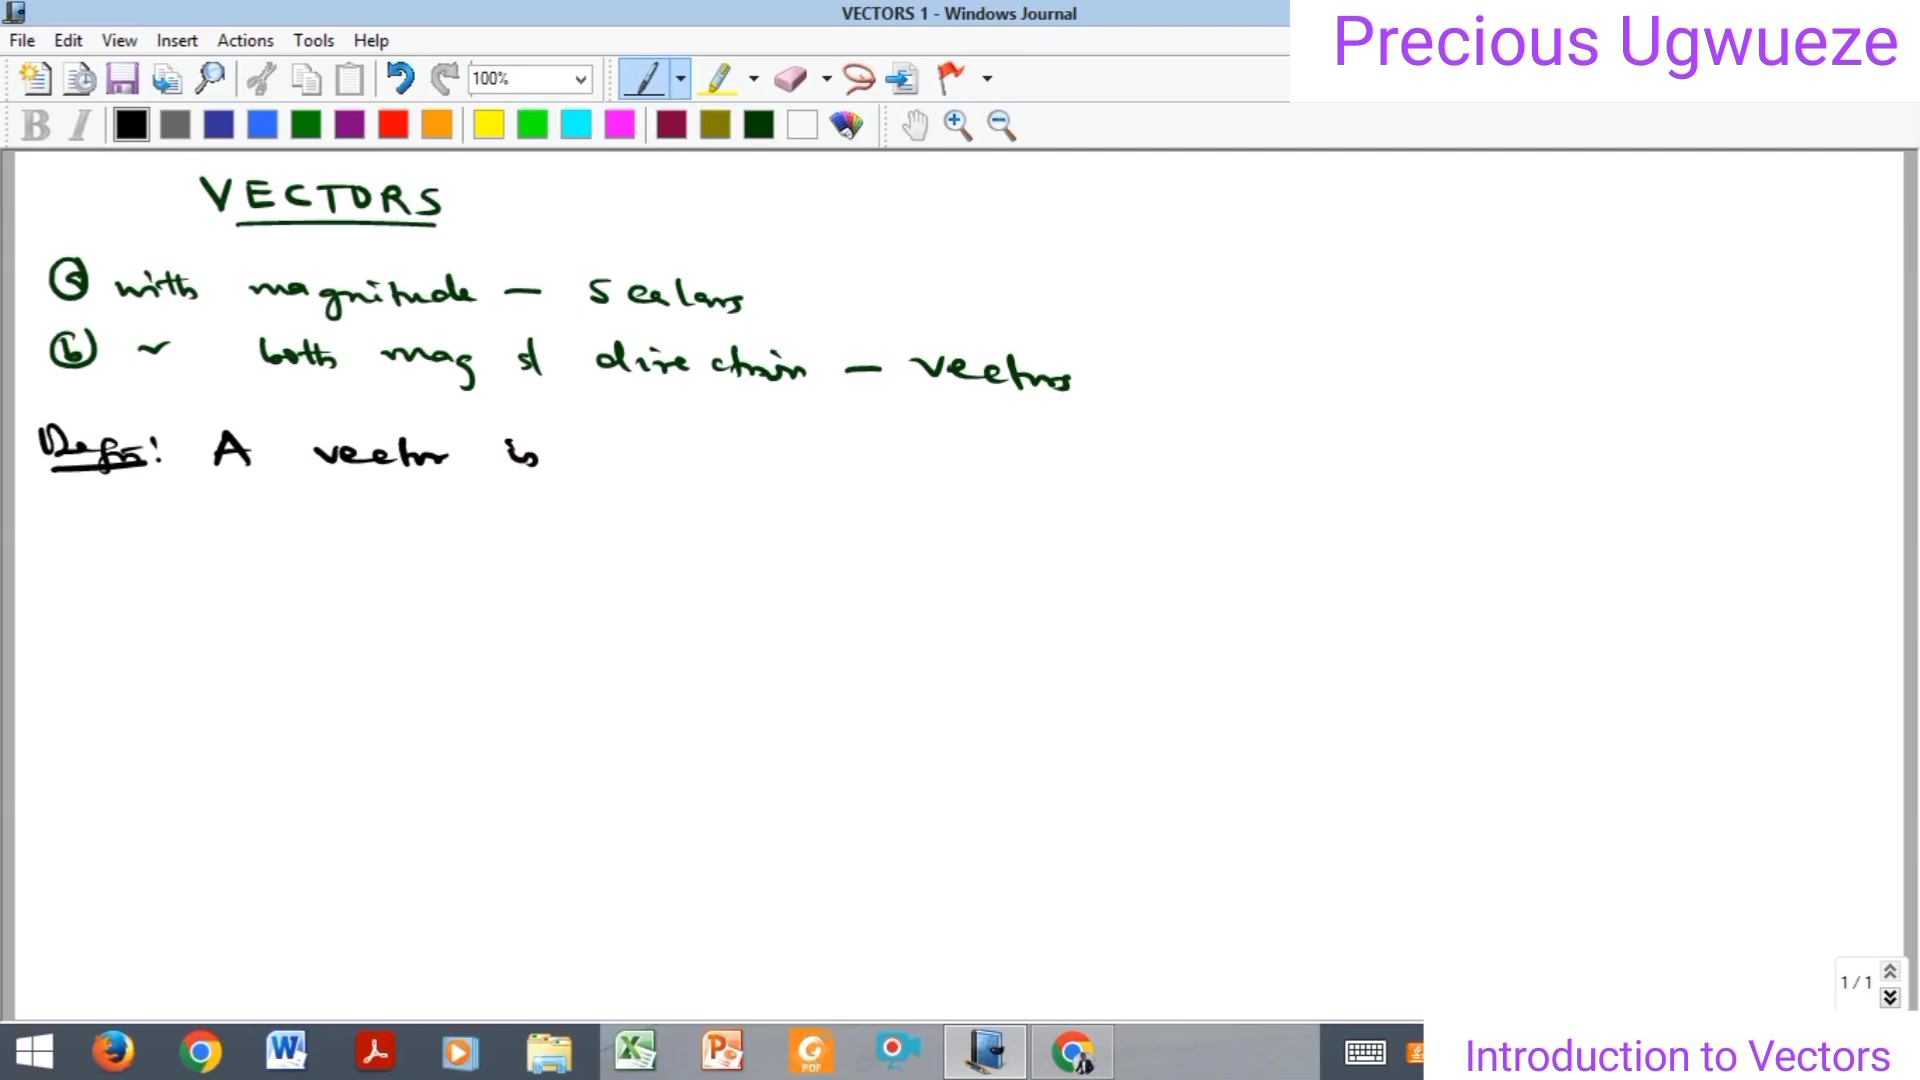 VECTORS 1 - Windows Journal
Precious Ugwueze
File Edit View Insert Actions Tools Help
100%
B I
VECTORS
(a) with magnitude - Scalars
(b) ~ both mag & direction - vectors
Defn: A vector is
1 / 1
PDF
Introduction to Vectors